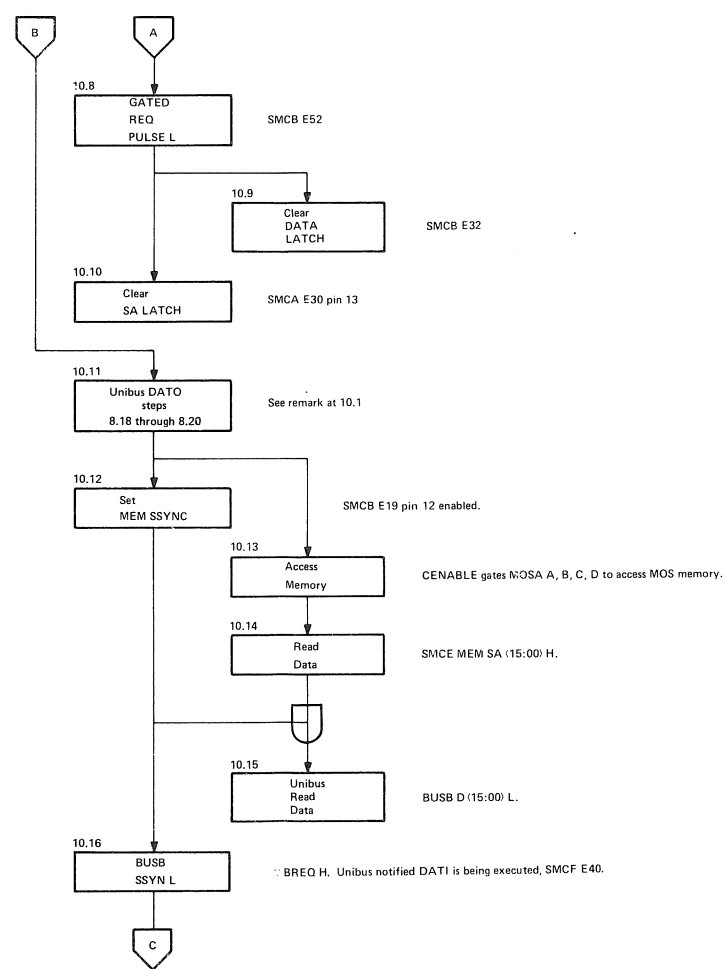 B
A
10.8
GATED
REQ
PULSE L
SMCB E52
10.9
Clear
DATA
LATCH
SMCB E32
10.10
Clear
SA LATCH
SMCA E30 pin 13
10.11
Unibus DATO
steps
8.18 through 8.20
See remark at 10.1
10.12
Set
MEM SSYNC
SMCB E19 pin 12 enabled.
10.13
Access
Memory
CENABLE gates MOSA A, B, C, D to access MOS memory.
10.14
Read
Data
SMCE MEM SA ⟨15:00⟩ H.
10.15
Unibus
Read
Data
BUSB D ⟨15:00⟩ L.
10.16
BUSB
SSYN L
∵ BREQ H. Unibus notified DATI is being executed, SMCF E40.
C